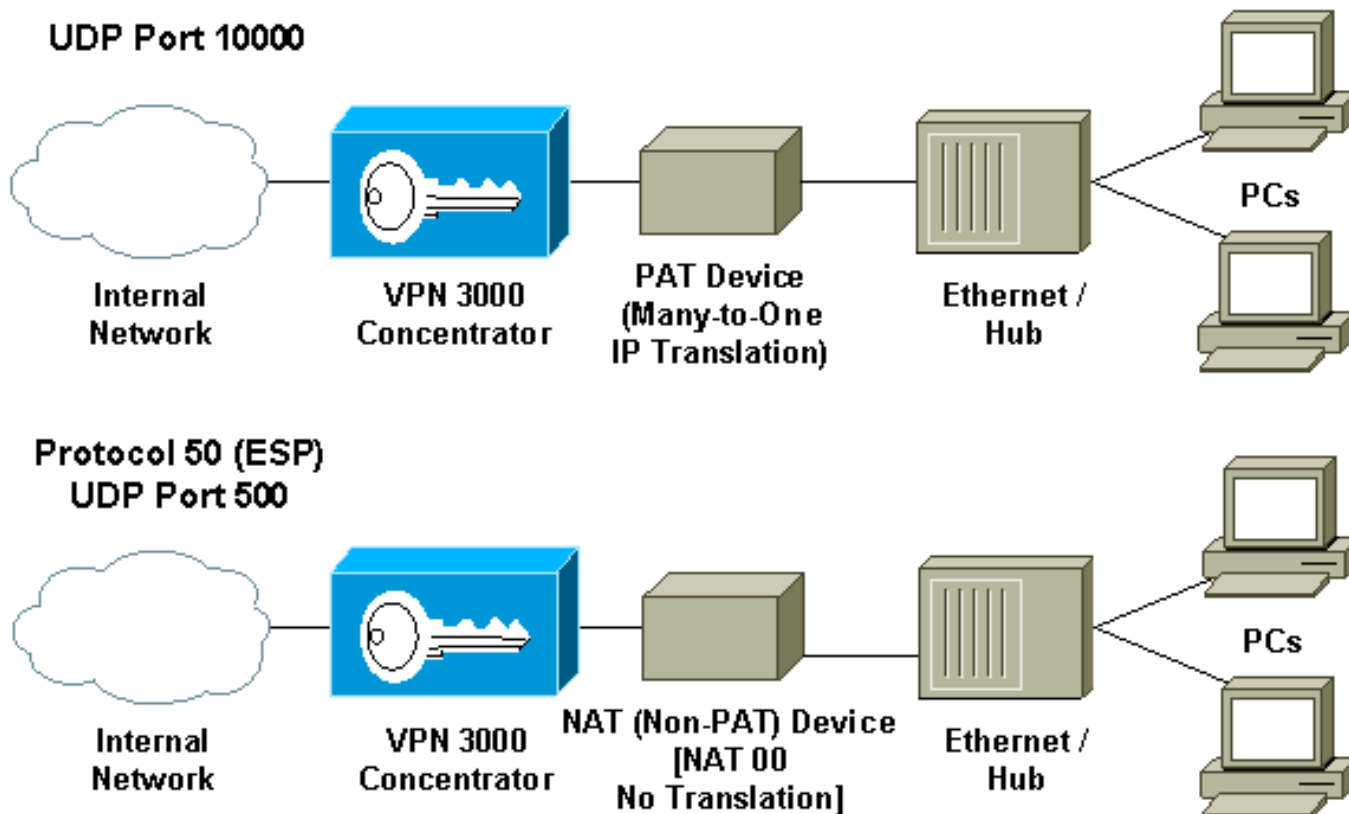 UDP Port 10000
PCs
Internal
Network
VPN 3000
Concentrator
PAT Device
(Many-to-One
IP Translation)
Ethernet /
Hub
Protocol 50 (ESP)
UDP Port 500
PCs
Internal
Network
VPN 3000
Concentrator
NAT (Non-PAT) Device
[NAT 00
No Translation]
Ethernet /
Hub